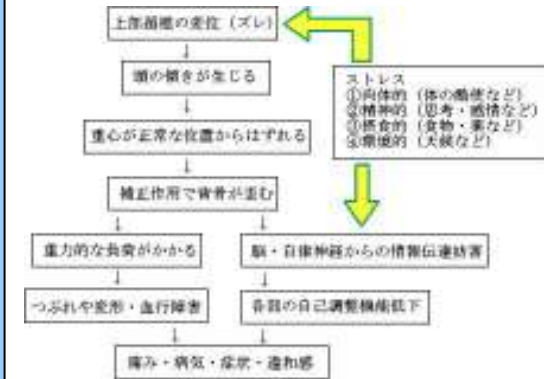 上部頚椎の変位（ズレ）
頭の傾きが生じる
重心が正常な位置からはずれる
補正作用で背骨が歪む
重力的な負荷がかかる
つぶれや変形・血行障害
ストレス
①肉体的（体の酷使など）
②精神的（思考・感情など）
③摂食的（食物・薬など）
④環境的（天候など）
脳・自律神経からの情報伝達妨害
各部の自己調整機能低下
痛み・病気・症状・違和感